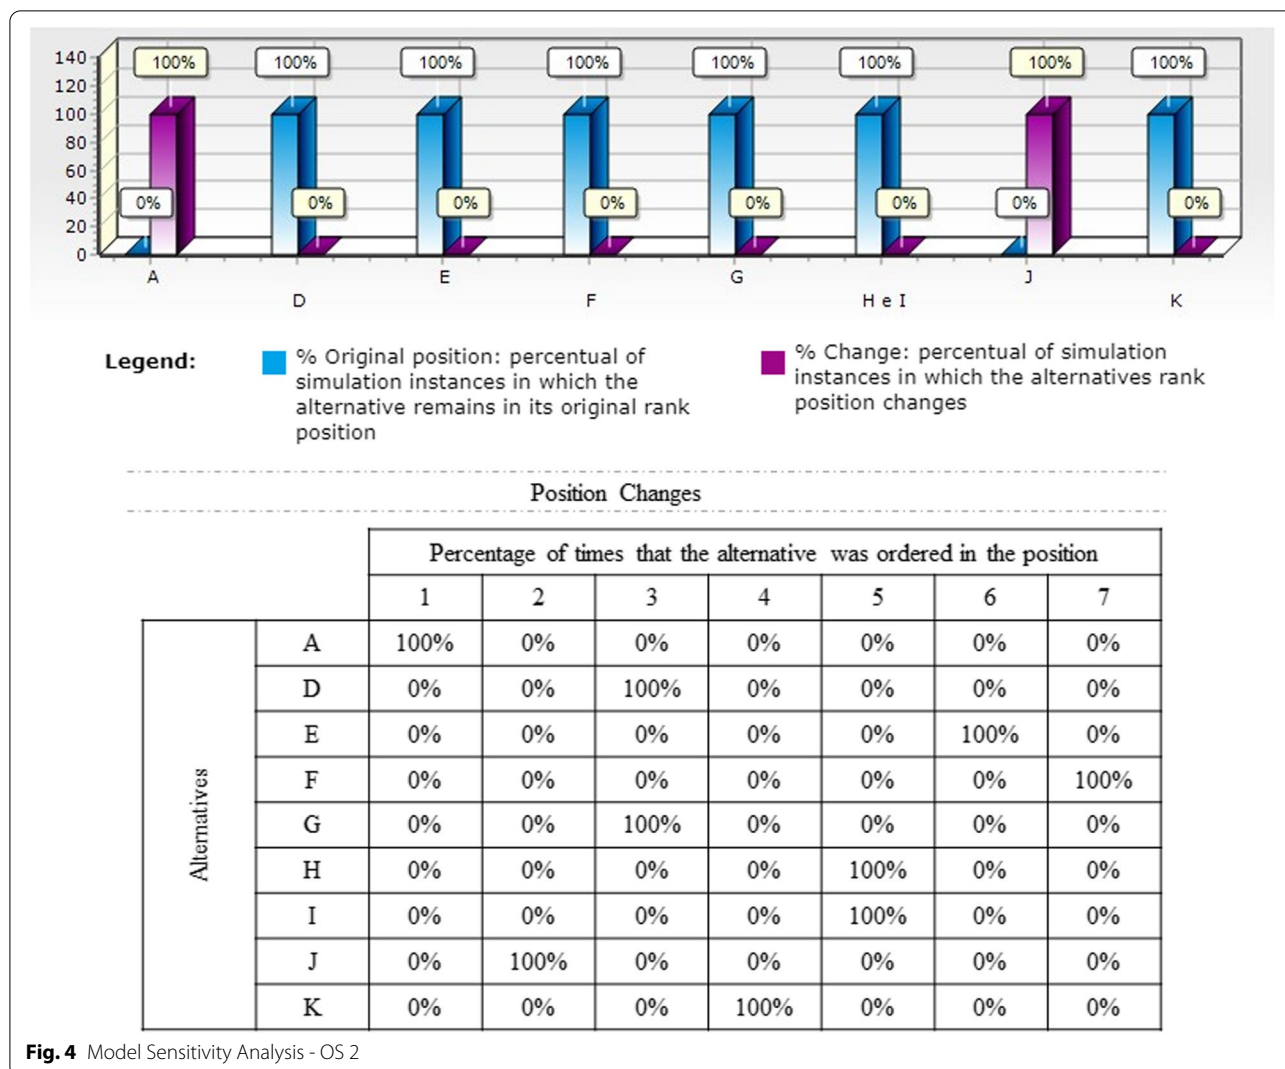 140
120
100
80
60
40
20
0
100% 100% 100% 100% 100% 100% 100% 100%
0% 0% 0% 0% 0% 0% 0% 0%
A E G J
D F H e I K
Legend:
% Original position: percentual of
simulation instances in which the
alternative remains in its original rank
position
% Change: percentual of simulation
instances in which the alternatives rank
position changes
Position Changes
Percentage of times that the alternative was ordered in the position
1 2 3 4 5 6 7
Alternatives
A 100% 0% 0% 0% 0% 0% 0%
D 0% 0% 100% 0% 0% 0% 0%
E 0% 0% 0% 0% 0% 100% 0%
F 0% 0% 0% 0% 0% 0% 100%
G 0% 0% 100% 0% 0% 0% 0%
H 0% 0% 0% 0% 100% 0% 0%
I 0% 0% 0% 0% 100% 0% 0%
J 0% 100% 0% 0% 0% 0% 0%
K 0% 0% 0% 100% 0% 0% 0%
Fig. 4 Model Sensitivity Analysis - OS 2